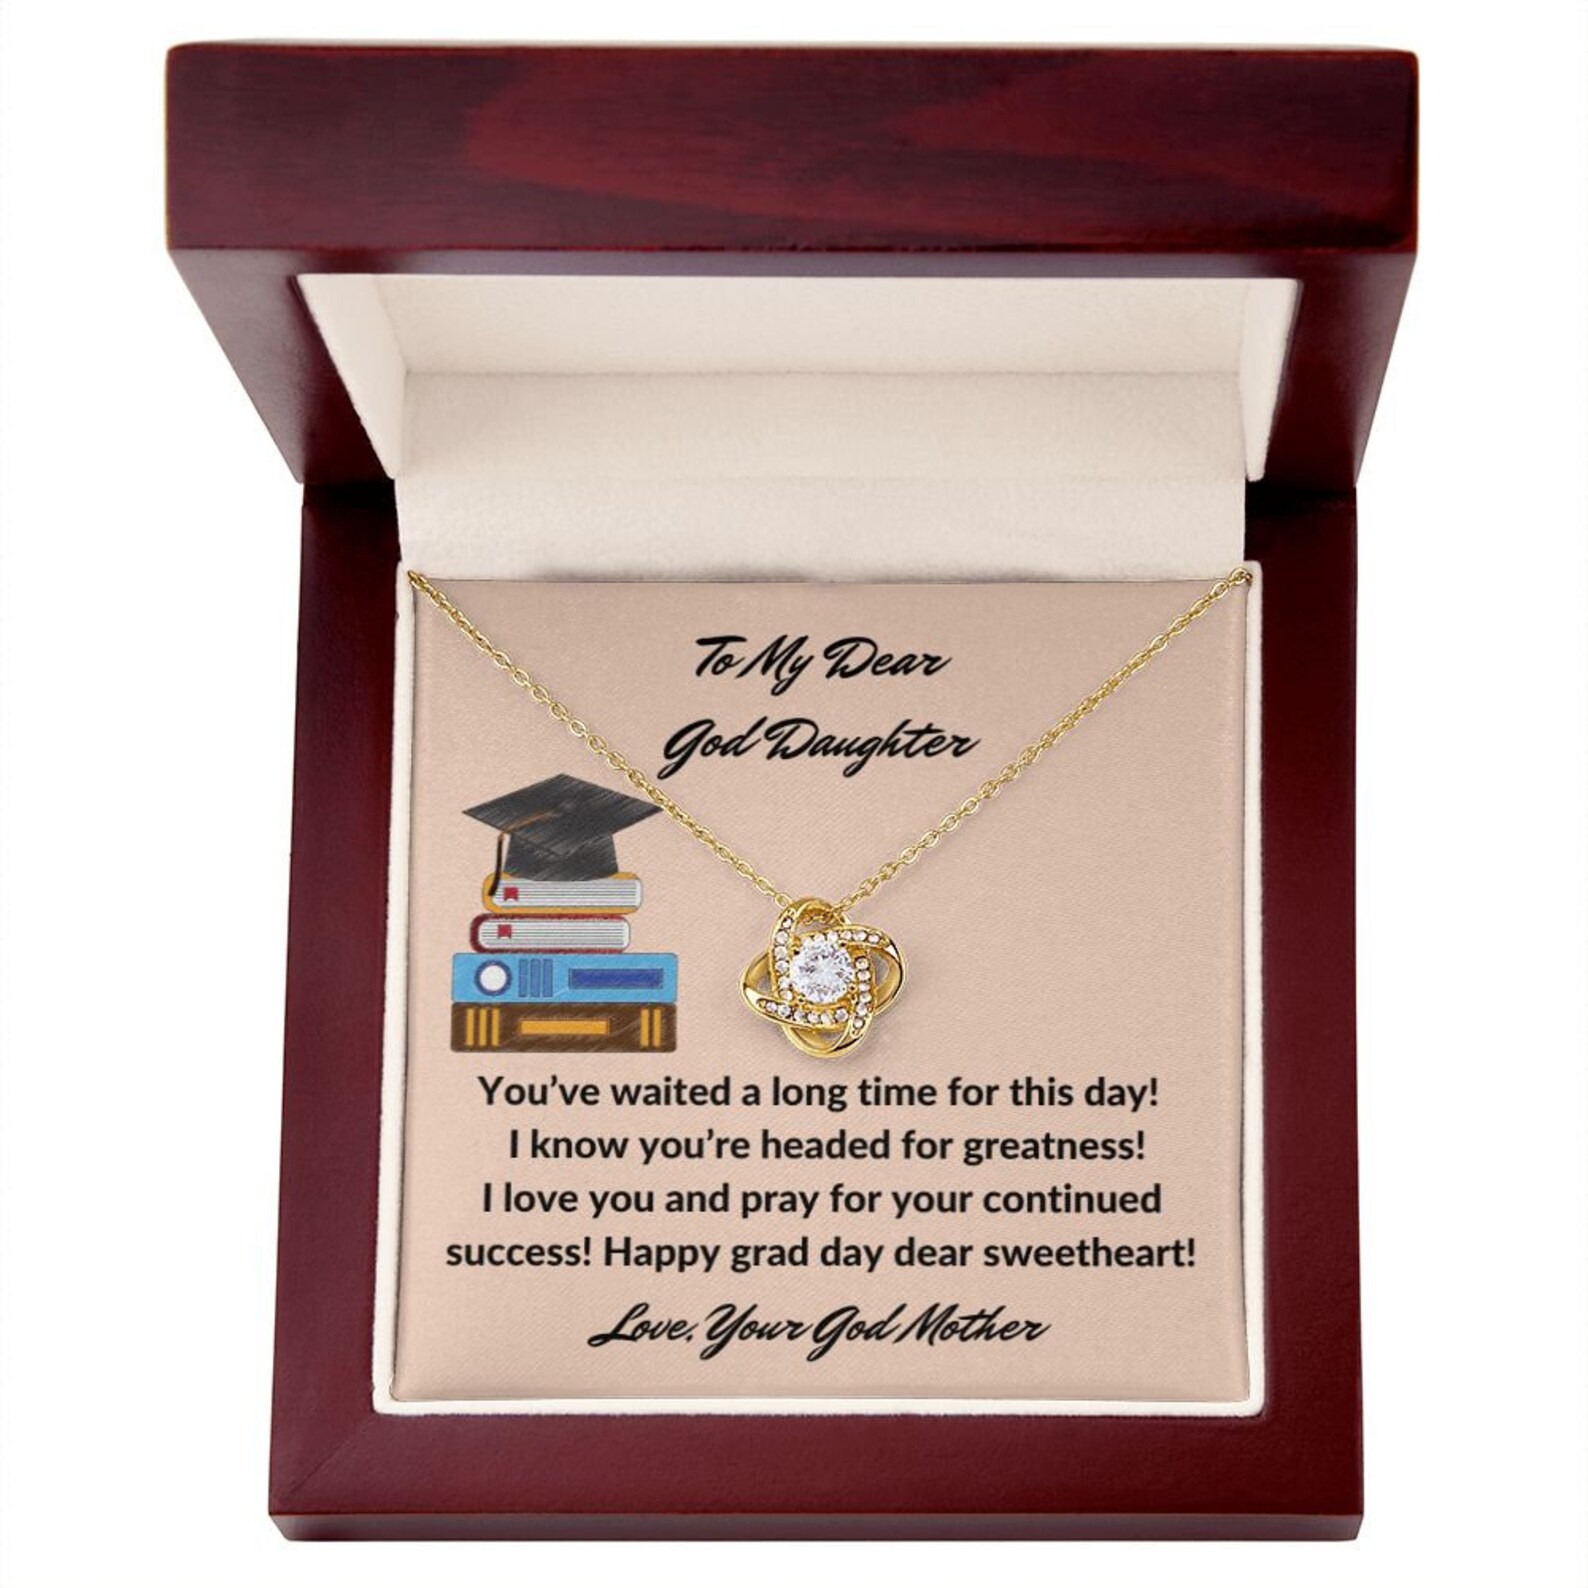 To My Dear
God Daughter
You’ve waited a long time for this day!
I know you’re headed for greatness!
I love you and pray for your continued
success! Happy grad day dear sweetheart!
Love, Your God Mother